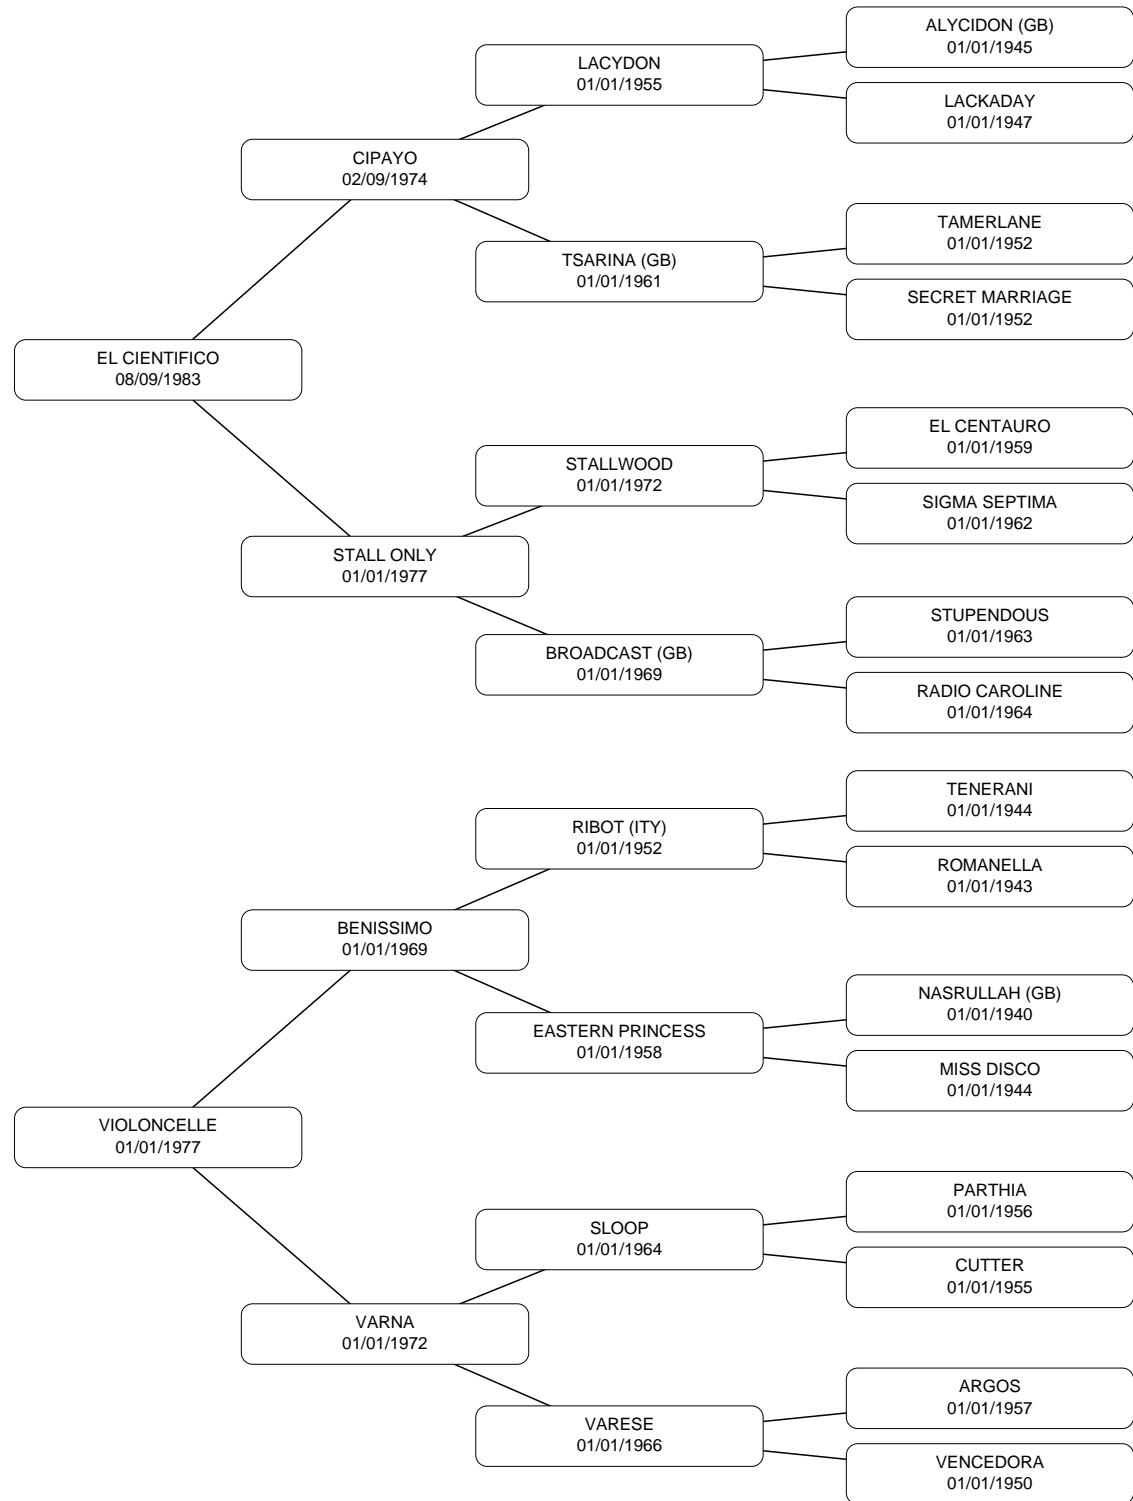 ALYCIDON (GB)
01/01/1945
LACYDON
01/01/1955
LACKADAY
01/01/1947
CIPAYO
02/09/1974
TAMERLANE
01/01/1952
TSARINA (GB)
01/01/1961
SECRET MARRIAGE
01/01/1952
EL CIENTIFICO
08/09/1983
EL CENTAURO
01/01/1959
STALLWOOD
01/01/1972
SIGMA SEPTIMA
01/01/1962
STALL ONLY
01/01/1977
STUPENDOUS
01/01/1963
BROADCAST (GB)
01/01/1969
RADIO CAROLINE
01/01/1964
TENERANI
01/01/1944
RIBOT (ITY)
01/01/1952
ROMANELLA
01/01/1943
BENISSIMO
01/01/1969
NASRULLAH (GB)
01/01/1940
EASTERN PRINCESS
01/01/1958
MISS DISCO
01/01/1944
VIOLONCELLE
01/01/1977
PARTHIA
01/01/1956
SLOOP
01/01/1964
CUTTER
01/01/1955
VARNA
01/01/1972
ARGOS
01/01/1957
VARESE
01/01/1966
VENCEDORA
01/01/1950